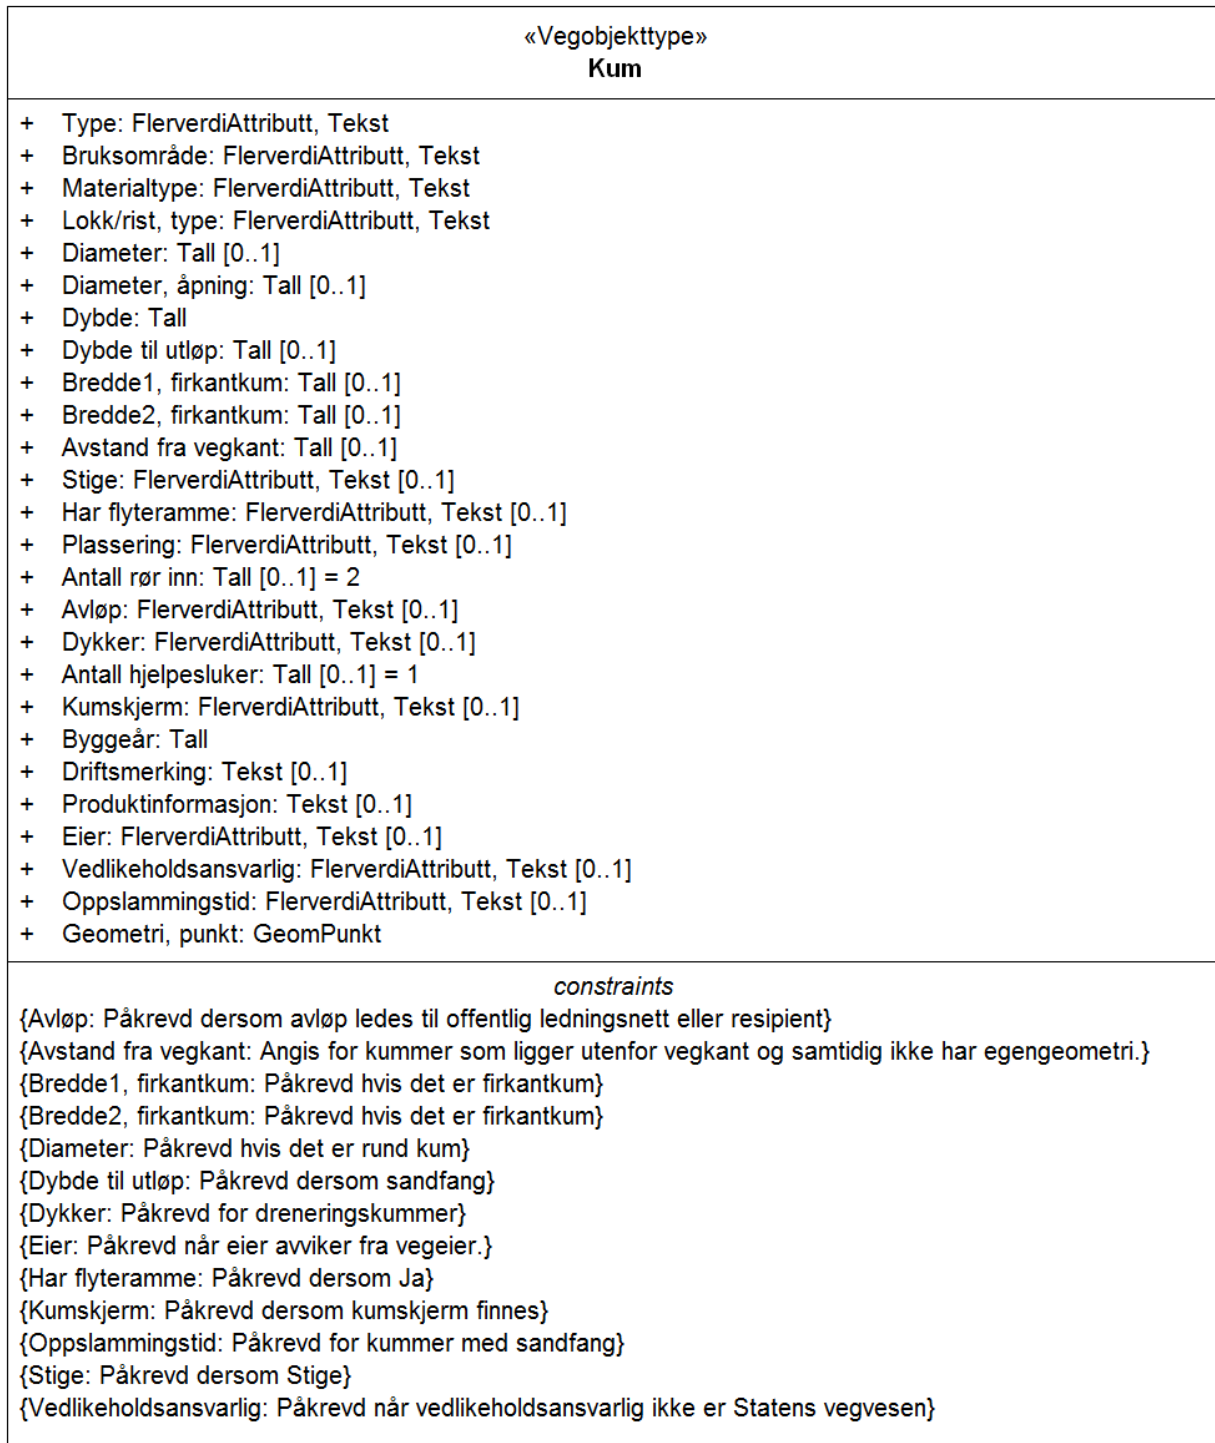 «Vegobjekttype»
Kum
+ Type: FlerverdiAttributt, Tekst
+ Bruksområde: FlerverdiAttributt, Tekst
+ Materialtype: FlerverdiAttributt, Tekst
+ Lokk/rist, type: FlerverdiAttributt, Tekst
+ Diameter: Tall [0..1]
+ Diameter, åpning: Tall [0..1]
+ Dybde: Tall
+ Dybde til utløp: Tall [0..1]
+ Bredde1, firkantkum: Tall [0..1]
+ Bredde2, firkantkum: Tall [0..1]
+ Avstand fra vegkant: Tall [0..1]
+ Stige: FlerverdiAttributt, Tekst [0..1]
+ Har flyteramme: FlerverdiAttributt, Tekst [0..1]
+ Plassering: FlerverdiAttributt, Tekst [0..1]
+ Antall rør inn: Tall [0..1] = 2
+ Avløp: FlerverdiAttributt, Tekst [0..1]
+ Dykker: FlerverdiAttributt, Tekst [0..1]
+ Antall hjelpesluker: Tall [0..1] = 1
+ Kumskjerm: FlerverdiAttributt, Tekst [0..1]
+ Byggeår: Tall
+ Driftsmerking: Tekst [0..1]
+ Produktinformasjon: Tekst [0..1]
+ Eier: FlerverdiAttributt, Tekst [0..1]
+ Vedlikeholdsansvarlig: FlerverdiAttributt, Tekst [0..1]
+ Oppslammingstid: FlerverdiAttributt, Tekst [0..1]
+ Geometri, punkt: GeomPunkt
constraints
{Avløp: Påkrevd dersom avløp ledes til offentlig ledningsnett eller resipient}
{Avstand fra vegkant: Angis for kummer som ligger utenfor vegkant og samtidig ikke har egengeometri.}
{Bredde1, firkantkum: Påkrevd hvis det er firkantkum}
{Bredde2, firkantkum: Påkrevd hvis det er firkantkum}
{Diameter: Påkrevd hvis det er rund kum}
{Dybde til utløp: Påkrevd dersom sandfang}
{Dykker: Påkrevd for dreneringskummer}
{Eier: Påkrevd når eier avviker fra vegeier.}
{Har flyteramme: Påkrevd dersom Ja}
{Kumskjerm: Påkrevd dersom kumskjerm finnes}
{Oppslammingstid: Påkrevd for kummer med sandfang}
{Stige: Påkrevd dersom Stige}
{Vedlikeholdsansvarlig: Påkrevd når vedlikeholdsansvarlig ikke er Statens vegvesen}